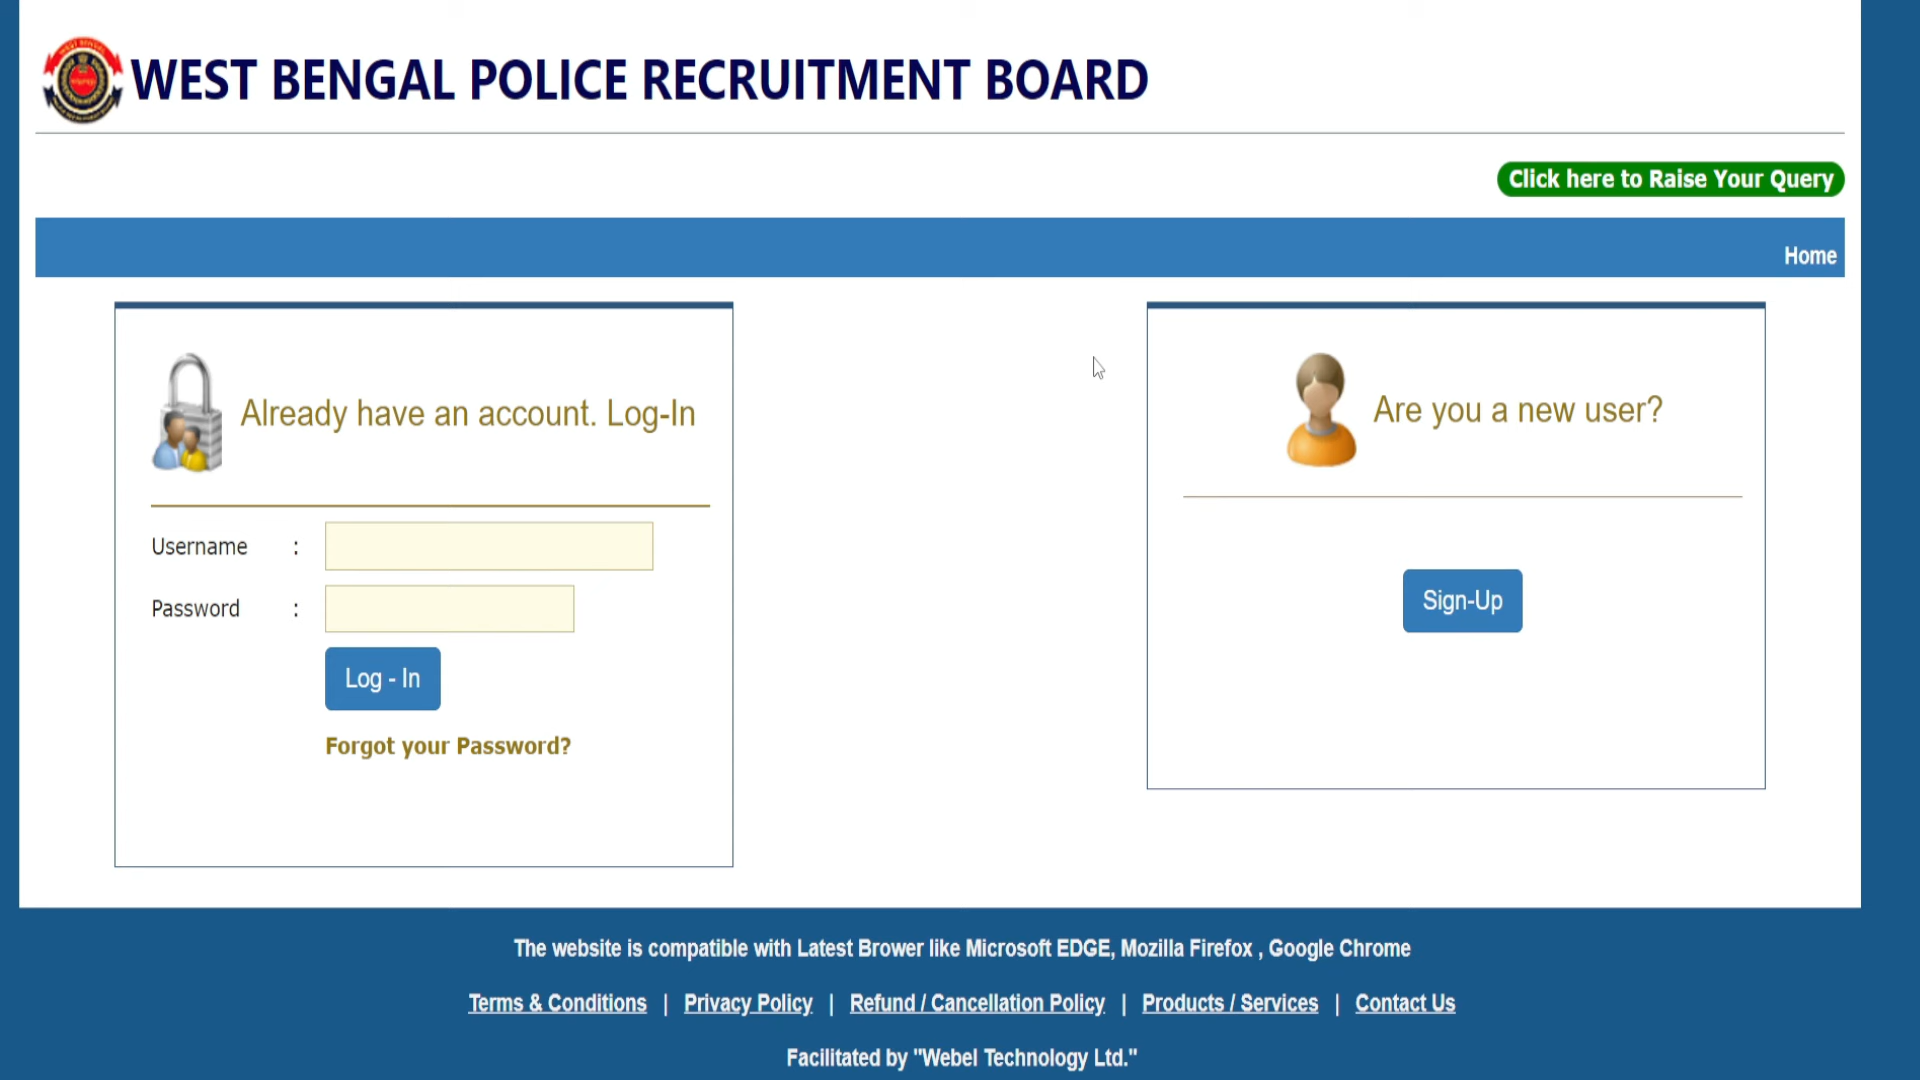 WEST BENGAL POLICE RECRUITMENT BOARD
Click here to Raise Your Query
Home
Already have an account. Log-In
Username :
Password :
Log - In
Forgot your Password?
Are you a new user?
Sign-Up
The website is compatible with Latest Brower like Microsoft EDGE, Mozilla Firefox , Google Chrome
Terms & Conditions | Privacy Policy | Refund / Cancellation Policy | Products / Services | Contact Us
Facilitated by "Webel Technology Ltd."